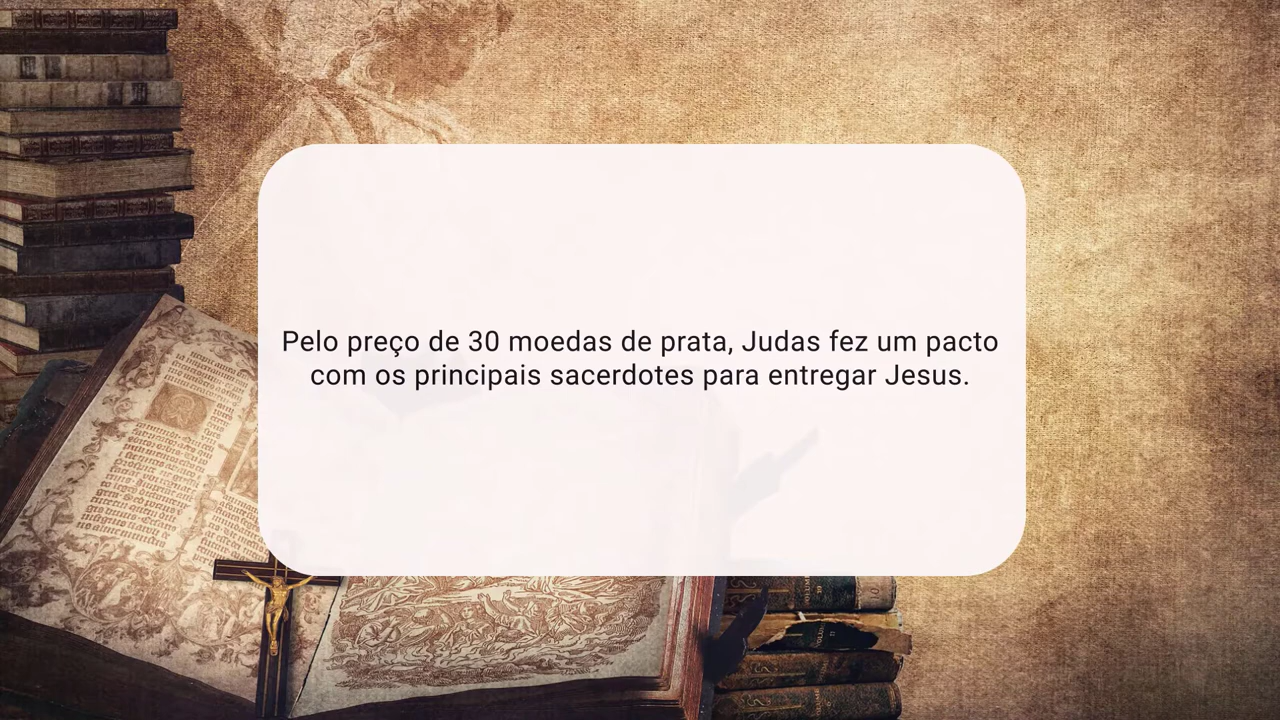 Pelo preço de 30 moedas de prata, Judas fez um pacto
com os principais sacerdotes para entregar Jesus.